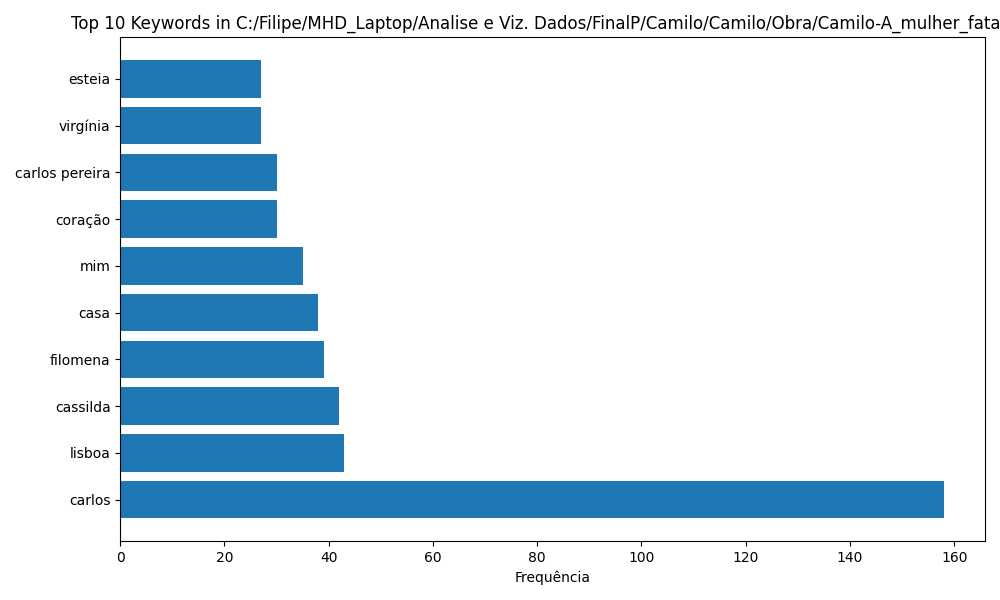 Top 10 Keywords in C:/Filipe/MHD_Laptop/Analise e Viz. Dados/FinalP/Camilo/Camilo/Obra/Camilo-A_mulher_fata
esteia
virgínia
carlos pereira
coração
mim
casa
filomena
cassilda
lisboa
carlos
0 20 40 60 80 100 120 140 160
Frequência